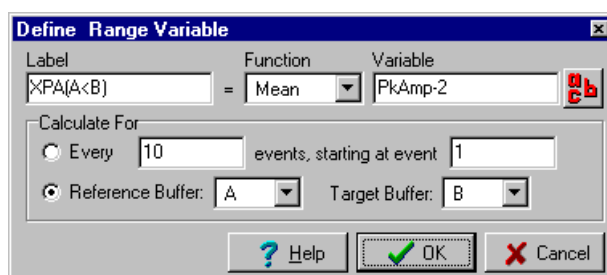 Define Range Variable
Label Function Variable
XPA(A<B) = Mean PkAmp-2
a b c
Calculate For
Every 10 events, starting at event 1
Reference Buffer: A Target Buffer: B
? Help OK Cancel